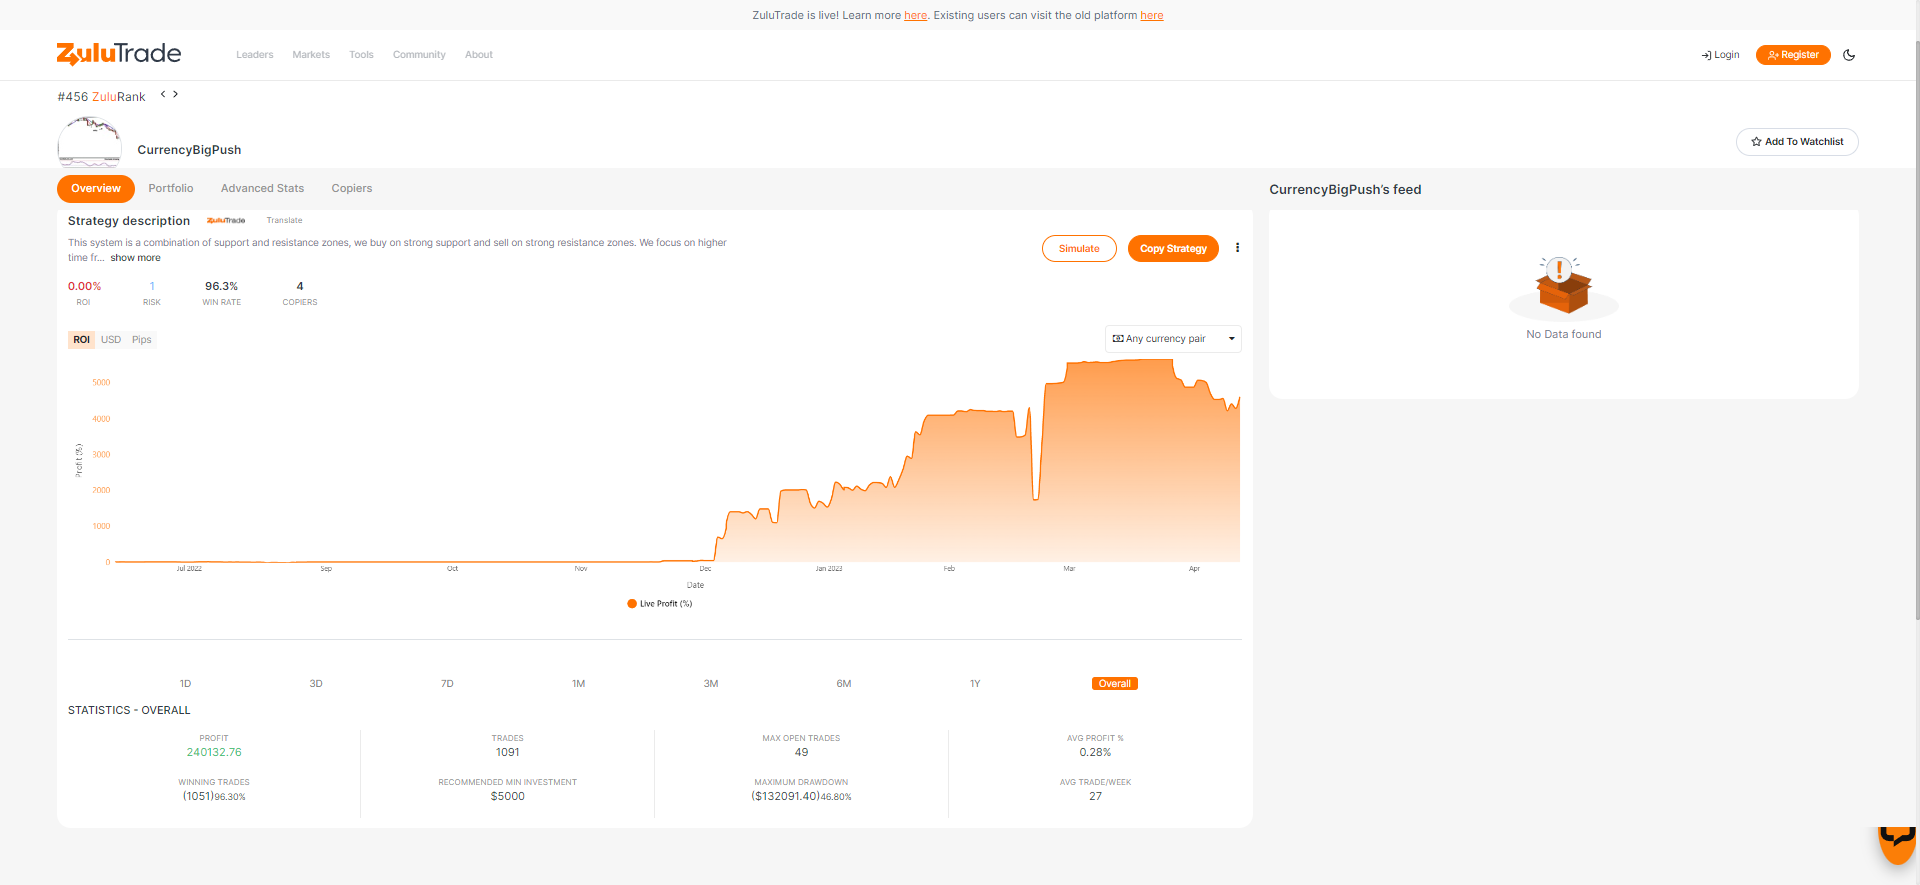 ZuluTrade is live! Learn more here. Existing users can visit the old platform here
ZuluTrade
Leaders Markets Tools Community About
Login Register
#456 ZuluRank
CurrencyBigPush
Add To Watchlist
Overview Portfolio Advanced Stats Copiers
CurrencyBigPush's feed
Strategy description ZuluTrade Translate
This system is a combination of support and resistance zones, we buy on strong support and sell on strong resistance zones. We focus on higher
time fr... show more
Simulate Copy Strategy
0.00% 1 96.3% 4
ROI RISK WIN RATE COPIERS
No Data found
ROI USD Pips
Any currency pair
5000
4000
3000
2000
1000
0
Profit (%)
Jul 2022 Sep Oct Nov Dec Jan 2023 Feb Mar Apr
Date
Live Profit (%)
1D 3D 7D 1M 3M 6M 1Y Overall
STATISTICS - OVERALL
PROFIT TRADES MAX OPEN TRADES AVG PROFIT %
240132.76 1091 49 0.28%
WINNING TRADES RECOMMENDED MIN INVESTMENT MAXIMUM DRAWDOWN AVG TRADE/WEEK
(1051)96.30% $5000 ($132091.40)46.80% 27